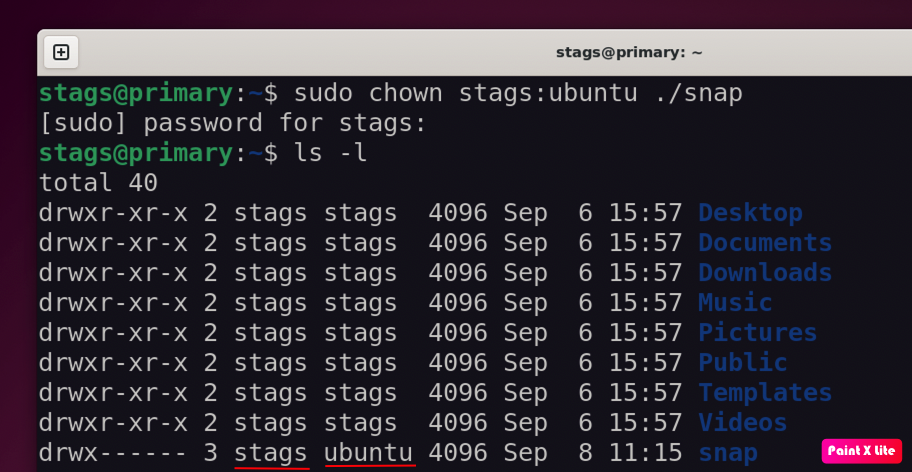 stags@primary: ~
stags@primary:~$ sudo chown stags:ubuntu ./snap
[sudo] password for stags:
stags@primary:~$ ls -l
total 40
drwxr-xr-x 2 stags stags  4096 Sep  6 15:57 Desktop
drwxr-xr-x 2 stags stags  4096 Sep  6 15:57 Documents
drwxr-xr-x 2 stags stags  4096 Sep  6 15:57 Downloads
drwxr-xr-x 2 stags stags  4096 Sep  6 15:57 Music
drwxr-xr-x 2 stags stags  4096 Sep  6 15:57 Pictures
drwxr-xr-x 2 stags stags  4096 Sep  6 15:57 Public
drwxr-xr-x 2 stags stags  4096 Sep  6 15:57 Templates
drwxr-xr-x 2 stags stags  4096 Sep  6 15:57 Videos
drwx------ 3 stags ubuntu 4096 Sep  8 11:15 snap
Paint X Lite